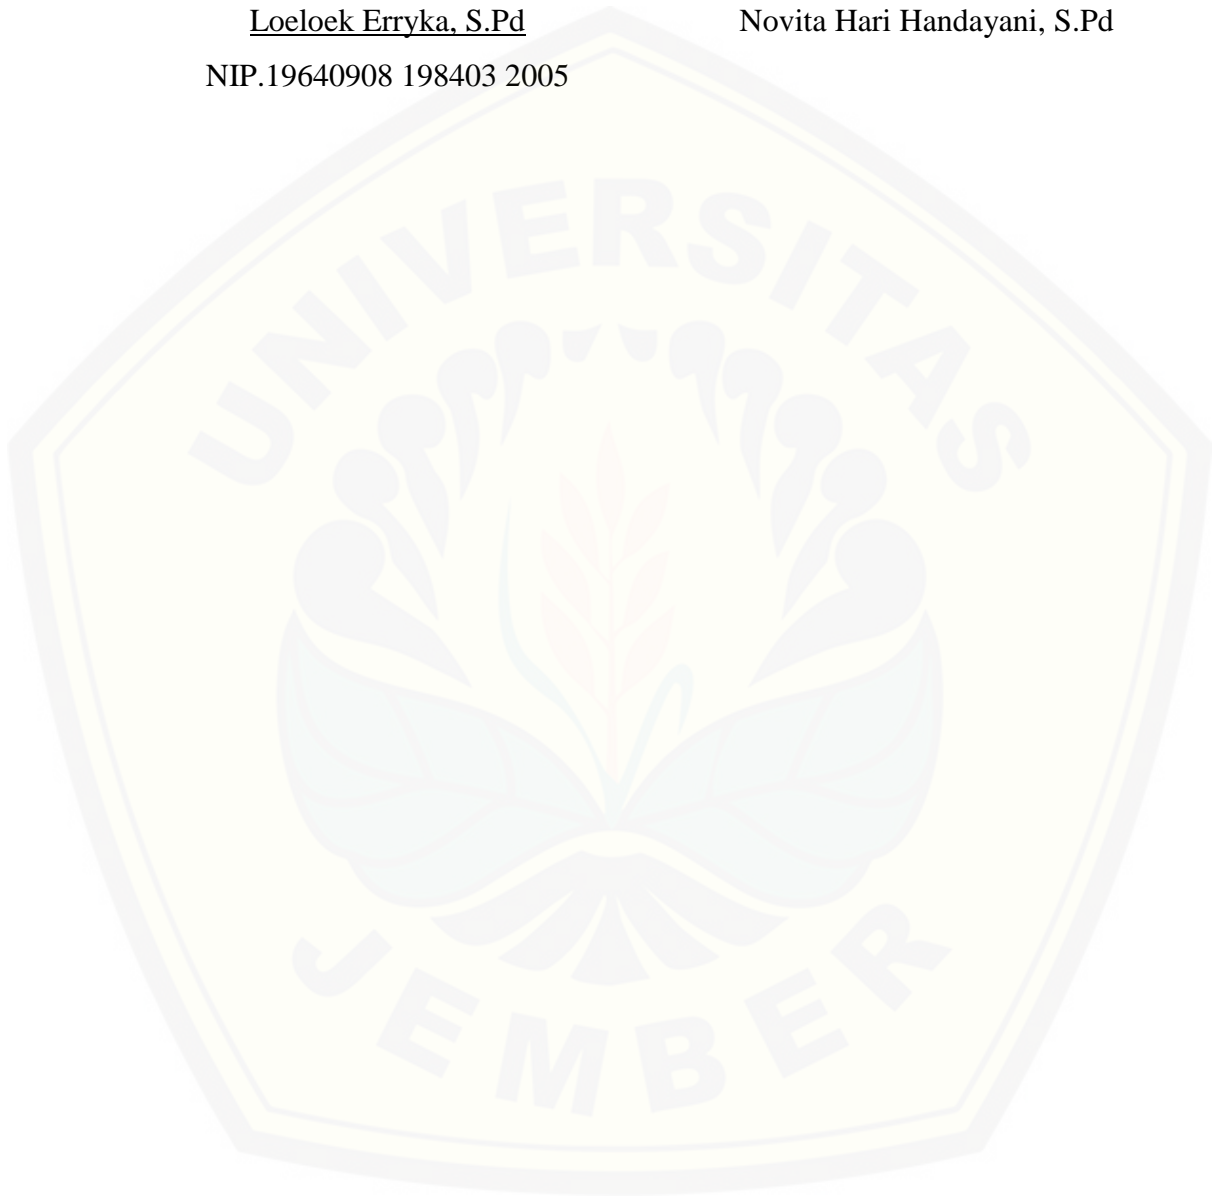 Loeloek Erryka, S.Pd Novita Hari Handayani, S.Pd
NIP.19640908 198403 2005
UNIVERSITAS
JEMBER